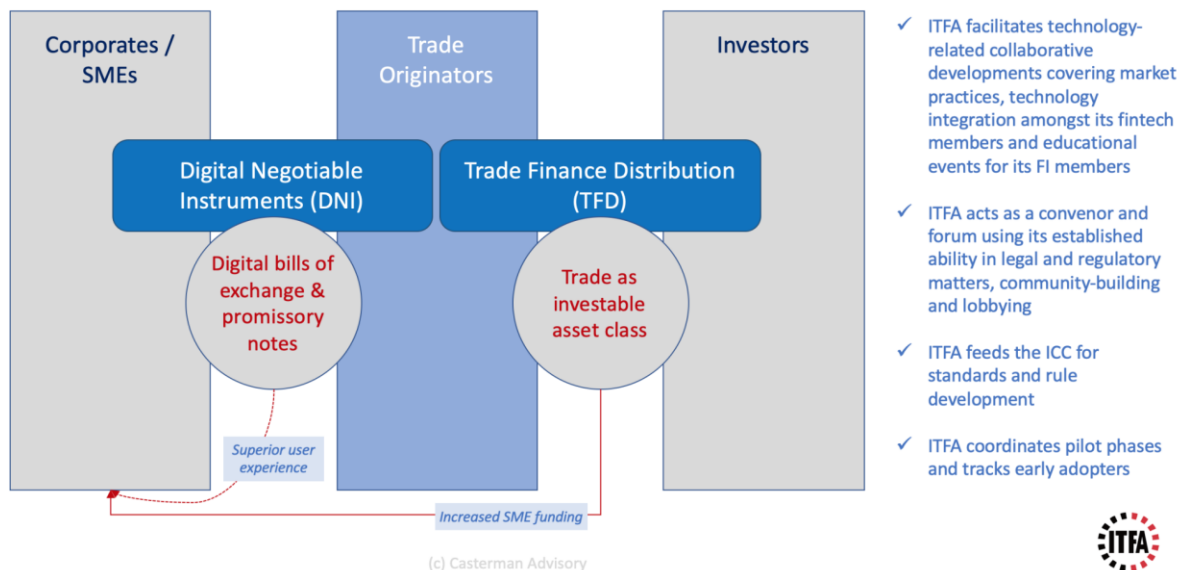 Corporates /
SMEs
Trade
Originators
Investors
Digital Negotiable
Instruments (DNI)
Trade Finance Distribution
(TFD)
Digital bills of
exchange &
promissory
notes
Trade as
investable
asset class
Superior user
experience
Increased SME funding
(c) Casterman Advisory
✓ ITFA facilitates technology-
related collaborative
developments covering market
practices, technology
integration amongst its fintech
members and educational
events for its FI members
✓ ITFA acts as a convenor and
forum using its established
ability in legal and regulatory
matters, community-building
and lobbying
✓ ITFA feeds the ICC for
standards and rule
development
✓ ITFA coordinates pilot phases
and tracks early adopters
ITFA